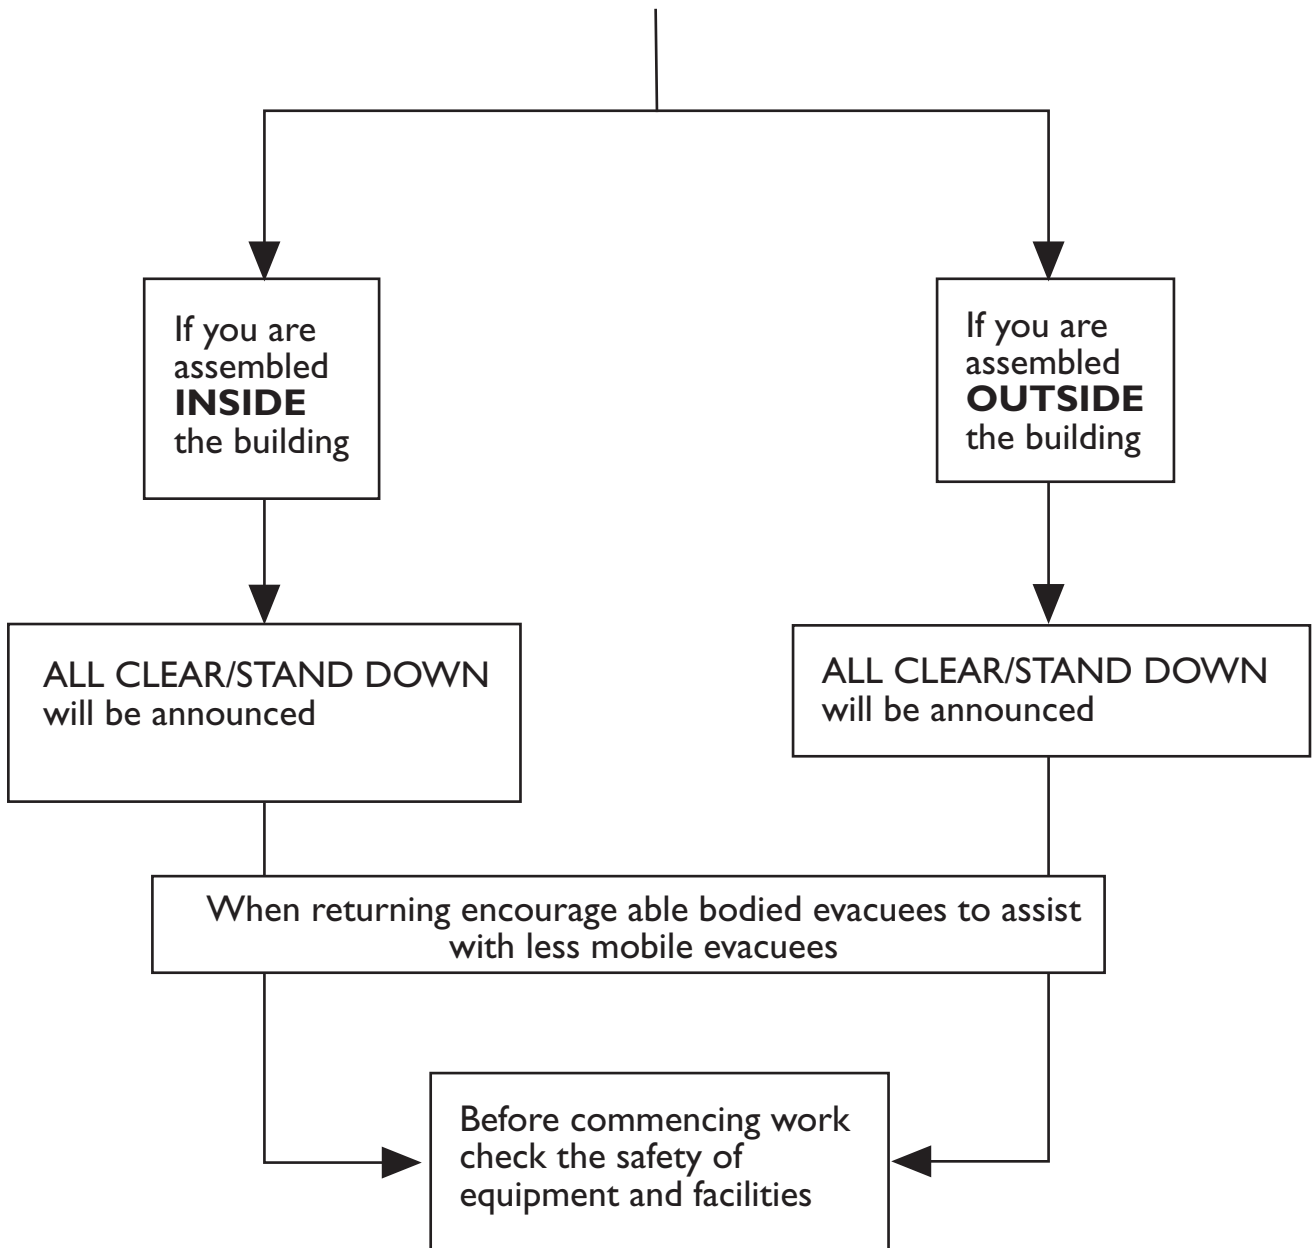 If you are
assembled
INSIDE
the building
If you are
assembled
OUTSIDE
the building
ALL CLEAR/STAND DOWN
will be announced
ALL CLEAR/STAND DOWN
will be announced
When returning encourage able bodied evacuees to assist
with less mobile evacuees
Before commencing work
check the safety of
equipment and facilities